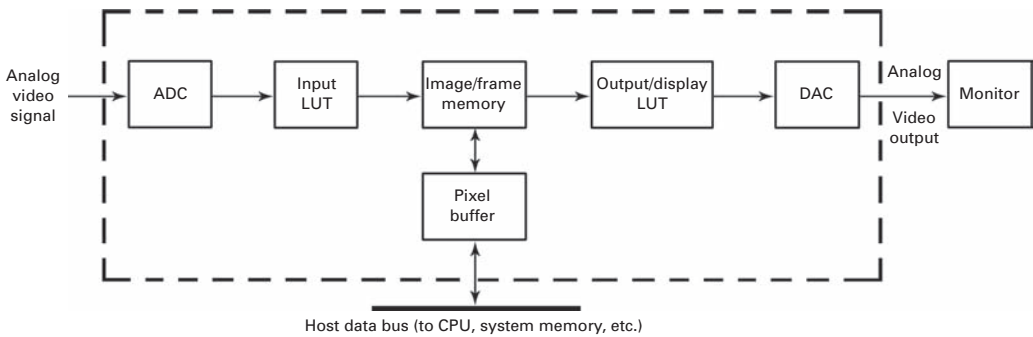 Analog
video
signal
ADC
Input
LUT
Image/frame
memory
Output/display
LUT
DAC
Analog
Video
output
Monitor
Pixel
buffer
Host data bus (to CPU, system memory, etc.)